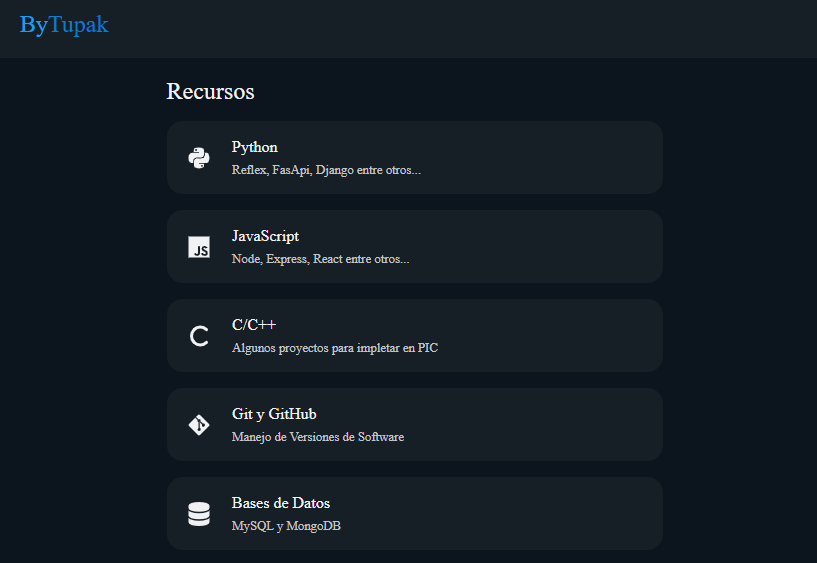 ByTupak
Recursos
Python
Reflex, FasApi, Django entre otros...
JS
JavaScript
Node, Express, React entre otros...
C/C++
Algunos proyectos para impletar en PIC
Git y GitHub
Manejo de Versiones de Software
Bases de Datos
MySQL y MongoDB